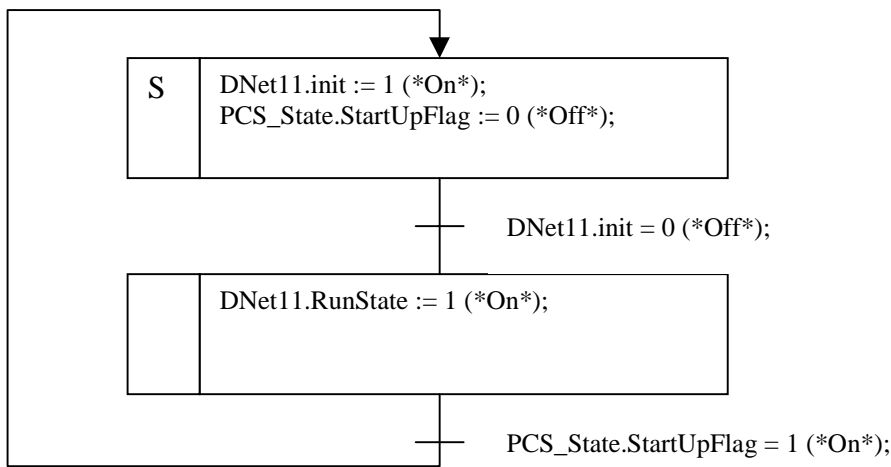 S
DNet11.init := 1 (*On*);
PCS_State.StartUpFlag := 0 (*Off*);
DNet11.init = 0 (*Off*);
DNet11.RunState := 1 (*On*);
PCS_State.StartUpFlag = 1 (*On*);